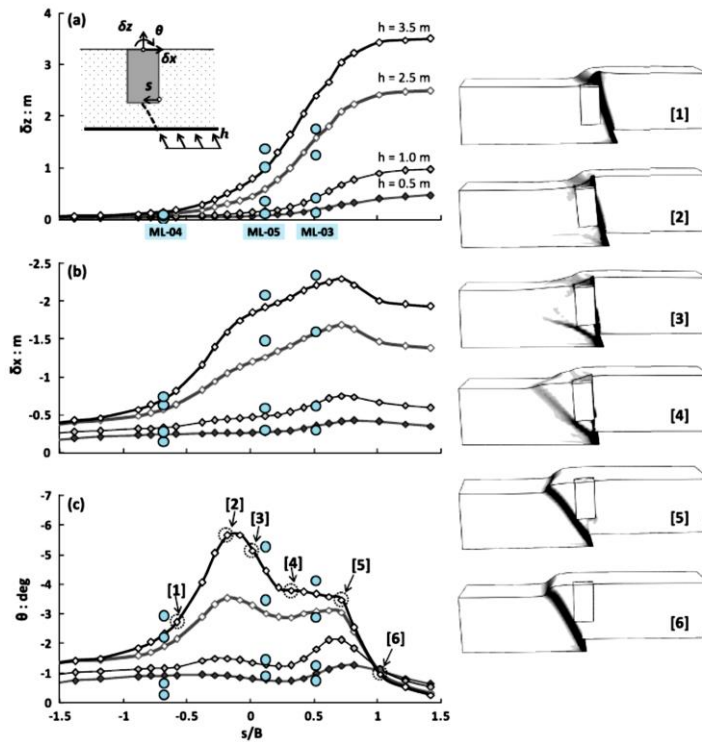 (a)
δz
θ
δx
s
h
h = 3.5 m
h = 2.5 m
h = 1.0 m
h = 0.5 m
δz : m
4
3
2
1
0
ML-04
ML-05
ML-03
(b)
δx : m
-2.5
-2
-1.5
-1
-0.5
0
(c)
θ : deg
-7
-6
-5
-4
-3
-2
-1
0
[1]
[2]
[3]
[4]
[5]
[6]
-1.5
-1
-0.5
0
0.5
1.0
1.5
s/B
[1]
[2]
[3]
[4]
[5]
[6]